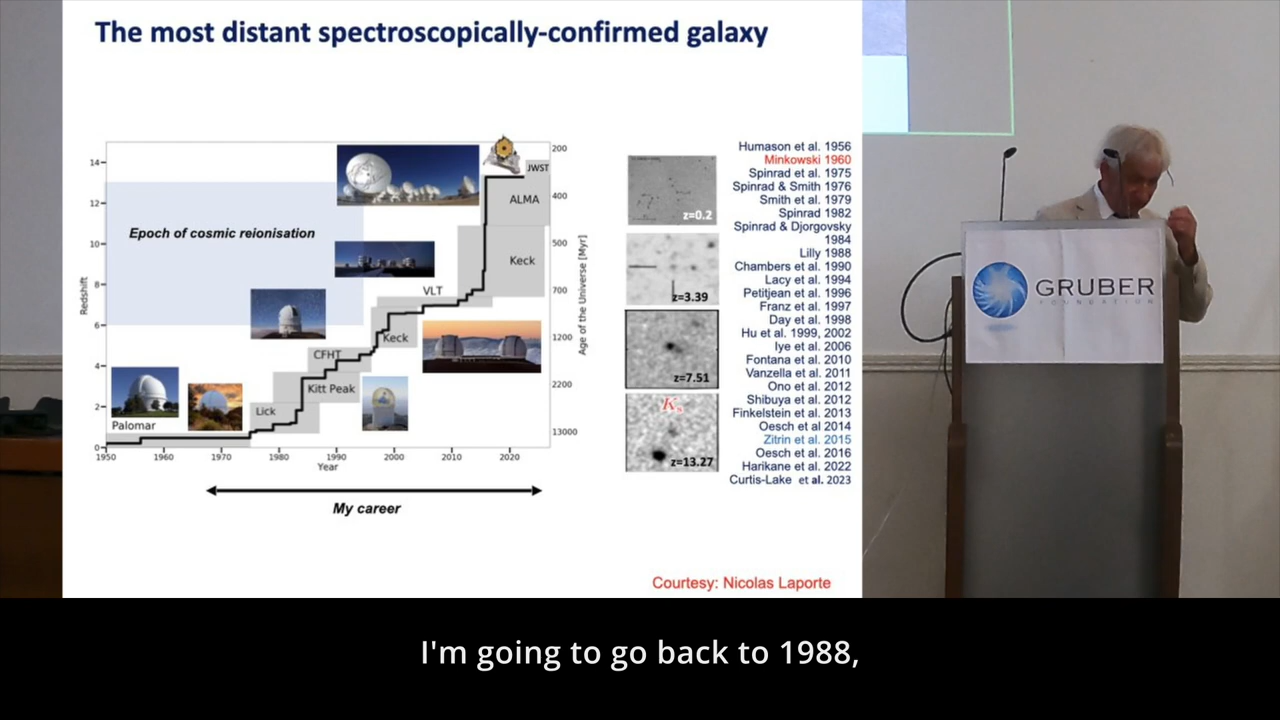 The most distant spectroscopically-confirmed galaxy
14
12
10
8
6
4
2
0
Redshift
Epoch of cosmic reionisation
JWST
ALMA
Keck
VLT
Keck
CFHT
Kitt Peak
Lick
Palomar
200
400
500
700
1200
2200
13000
Age of the Universe [Myr]
1950
1960
1970
1980
1990
2000
2010
2020
Year
My career
z=0.2
z=3.39
z=7.51
Ks
z=13.27
Humason et al. 1956
Minkowski 1960
Spinrad et al. 1975
Spinrad & Smith 1976
Smith et al. 1979
Spinrad 1982
Spinrad & Djorgovsky
1984
Lilly 1988
Chambers et al. 1990
Lacy et al. 1994
Petitjean et al. 1996
Franz et al. 1997
Day et al. 1998
Hu et al. 1999, 2002
Iye et al. 2006
Fontana et al. 2010
Vanzella et al. 2011
Ono et al. 2012
Shibuya et al. 2012
Finkelstein et al. 2013
Oesch et al 2014
Zitrin et al. 2015
Oesch et al. 2016
Harikane et al. 2022
Curtis-Lake et al. 2023
Courtesy: Nicolas Laporte
GRUBER
FOUNDATION
I'm going to go back to 1988,